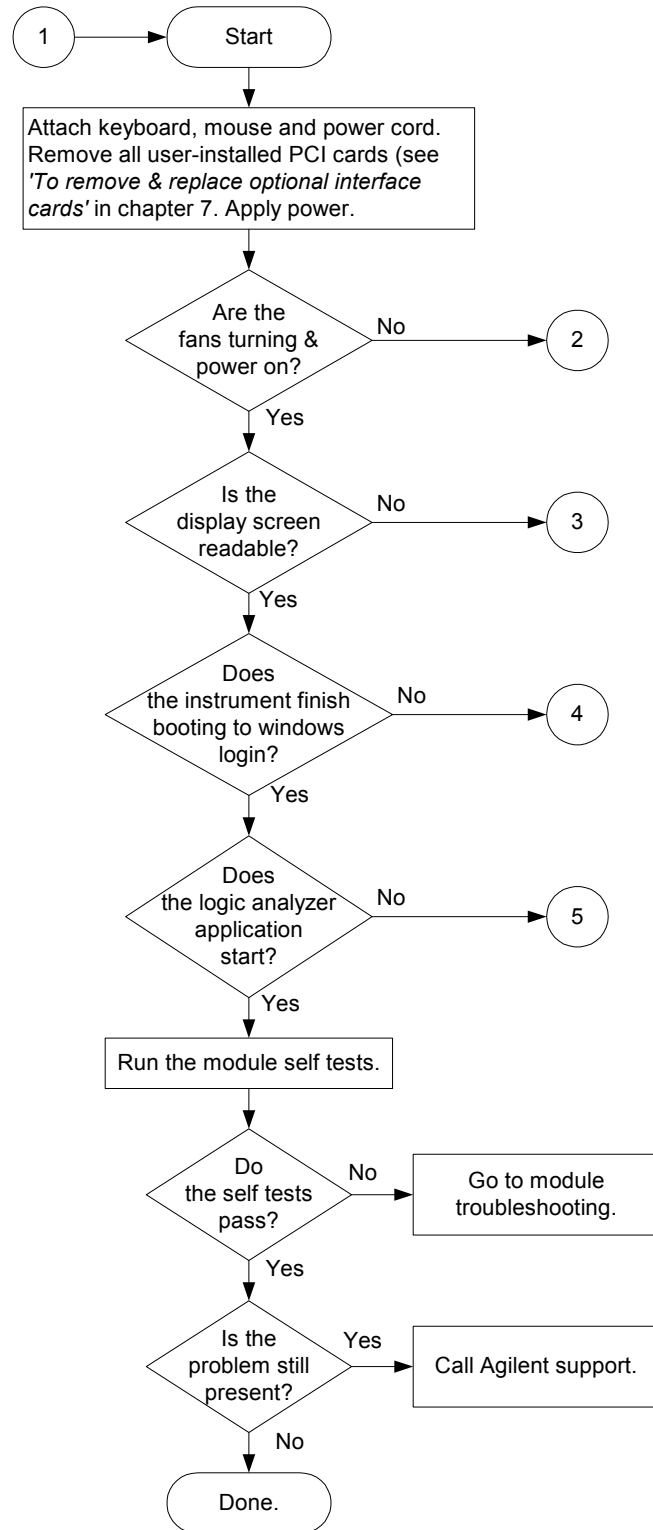 1
Start
Attach keyboard, mouse and power cord.
Remove all user-installed PCI cards (see
'To remove & replace optional interface
cards' in chapter 7. Apply power.
Are the
fans turning &
power on?
No
2
Yes
Is the
display screen
readable?
No
3
Yes
Does
the instrument finish
booting to windows
login?
No
4
Yes
Does
the logic analyzer
application
start?
No
5
Yes
Run the module self tests.
Do
the self tests
pass?
No
Go to module
troubleshooting.
Yes
Is the
problem still
present?
Yes
Call Agilent support.
No
Done.